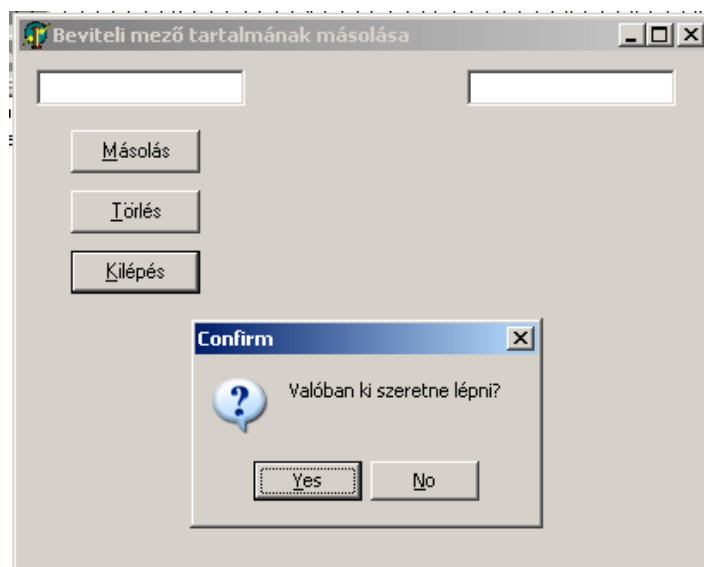 Beviteli mező tartalmának másolása
Másolás
Törlés
Kilépés
Confirm
Valóban ki szeretne lépni?
Yes No